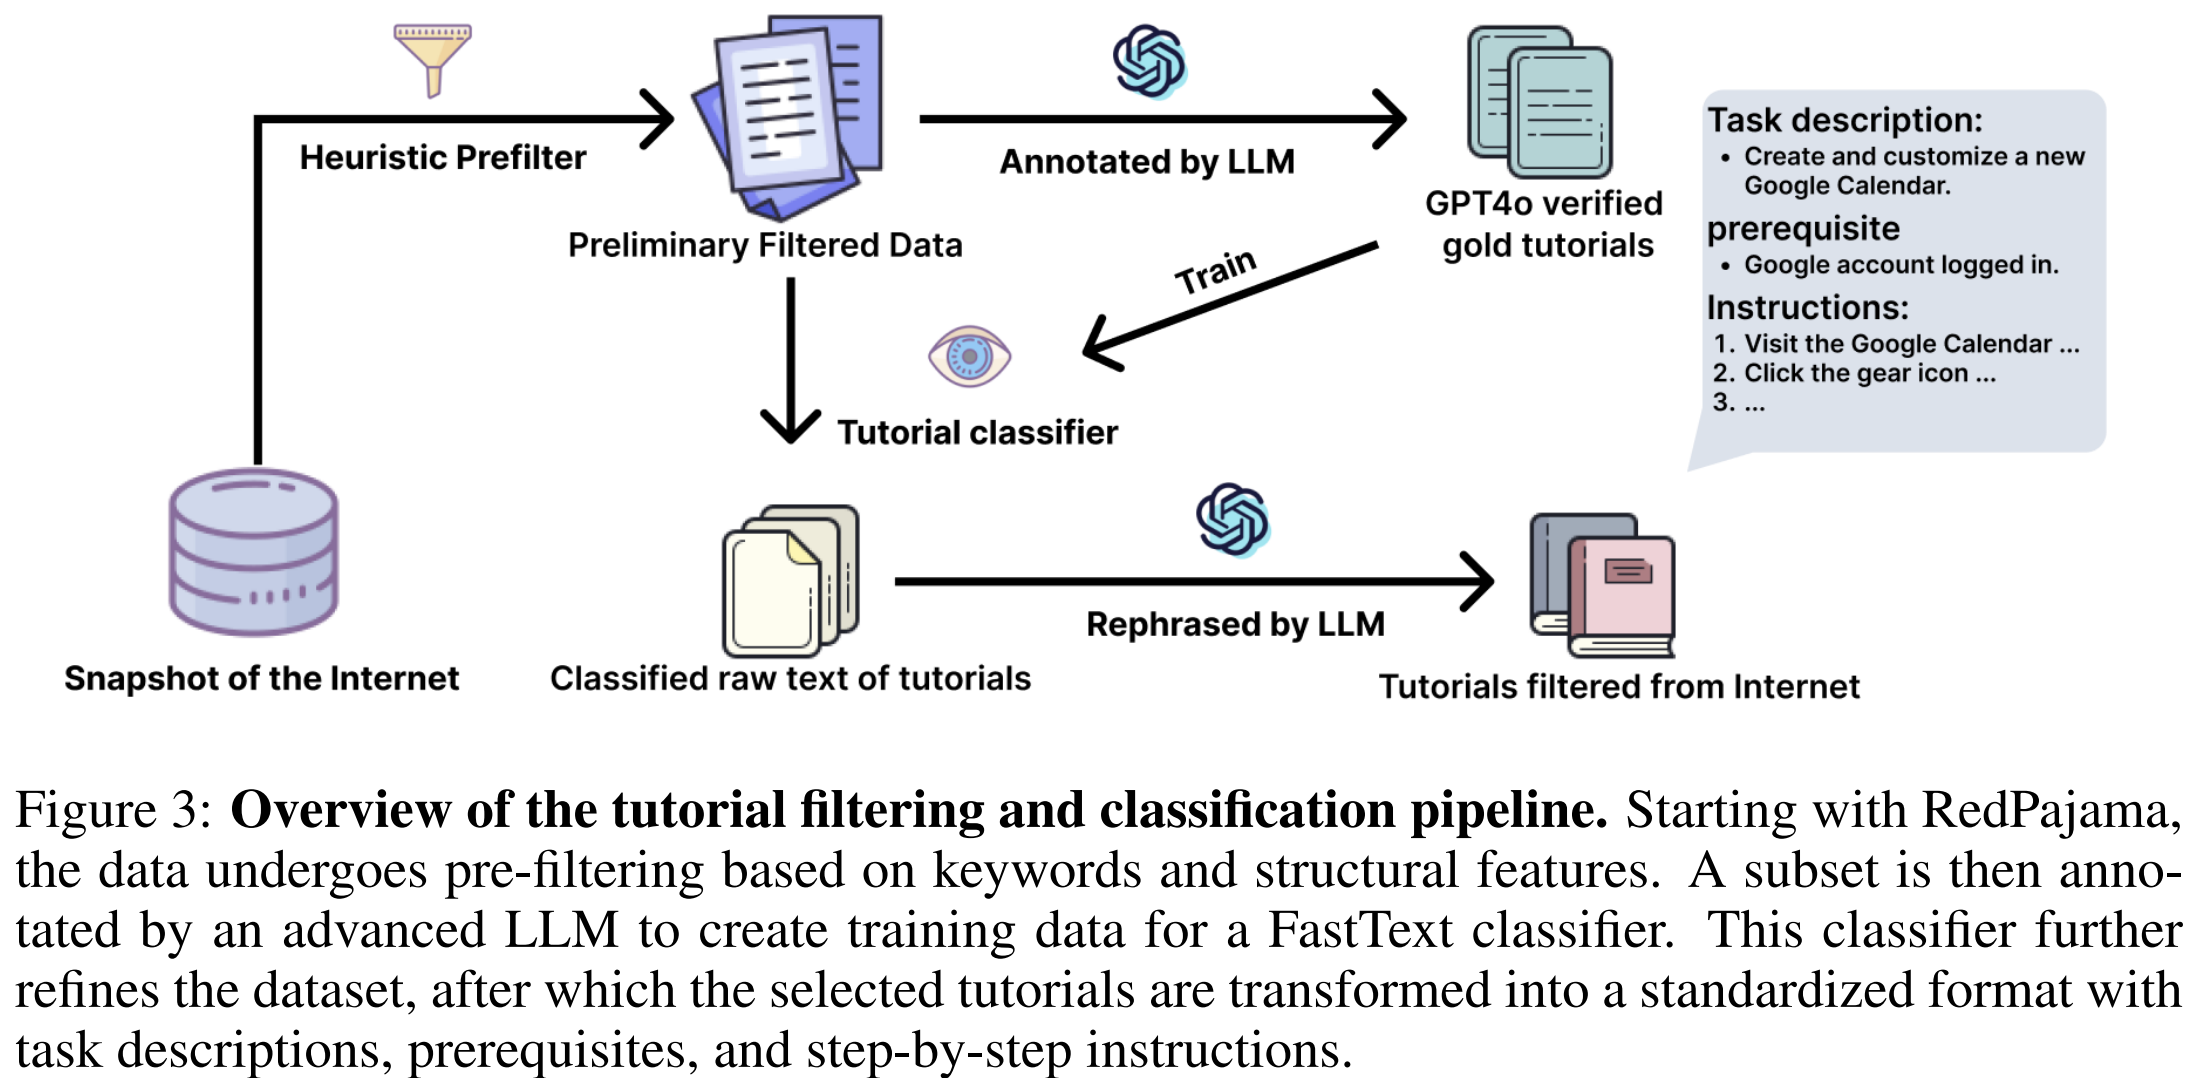 Heuristic Prefilter
Annotated by LLM
Preliminary Filtered Data
GPT4o verified
gold tutorials
Train
Tutorial classifier
Task description:
• Create and customize a new
Google Calendar.
prerequisite
• Google account logged in.
Instructions:
1. Visit the Google Calendar ...
2. Click the gear icon ...
3. ...
Rephrased by LLM
Snapshot of the Internet
Classified raw text of tutorials
Tutorials filtered from Internet
Figure 3: Overview of the tutorial filtering and classification pipeline. Starting with RedPajama,
the data undergoes pre-filtering based on keywords and structural features. A subset is then anno-
tated by an advanced LLM to create training data for a FastText classifier. This classifier further
refines the dataset, after which the selected tutorials are transformed into a standardized format with
task descriptions, prerequisites, and step-by-step instructions.